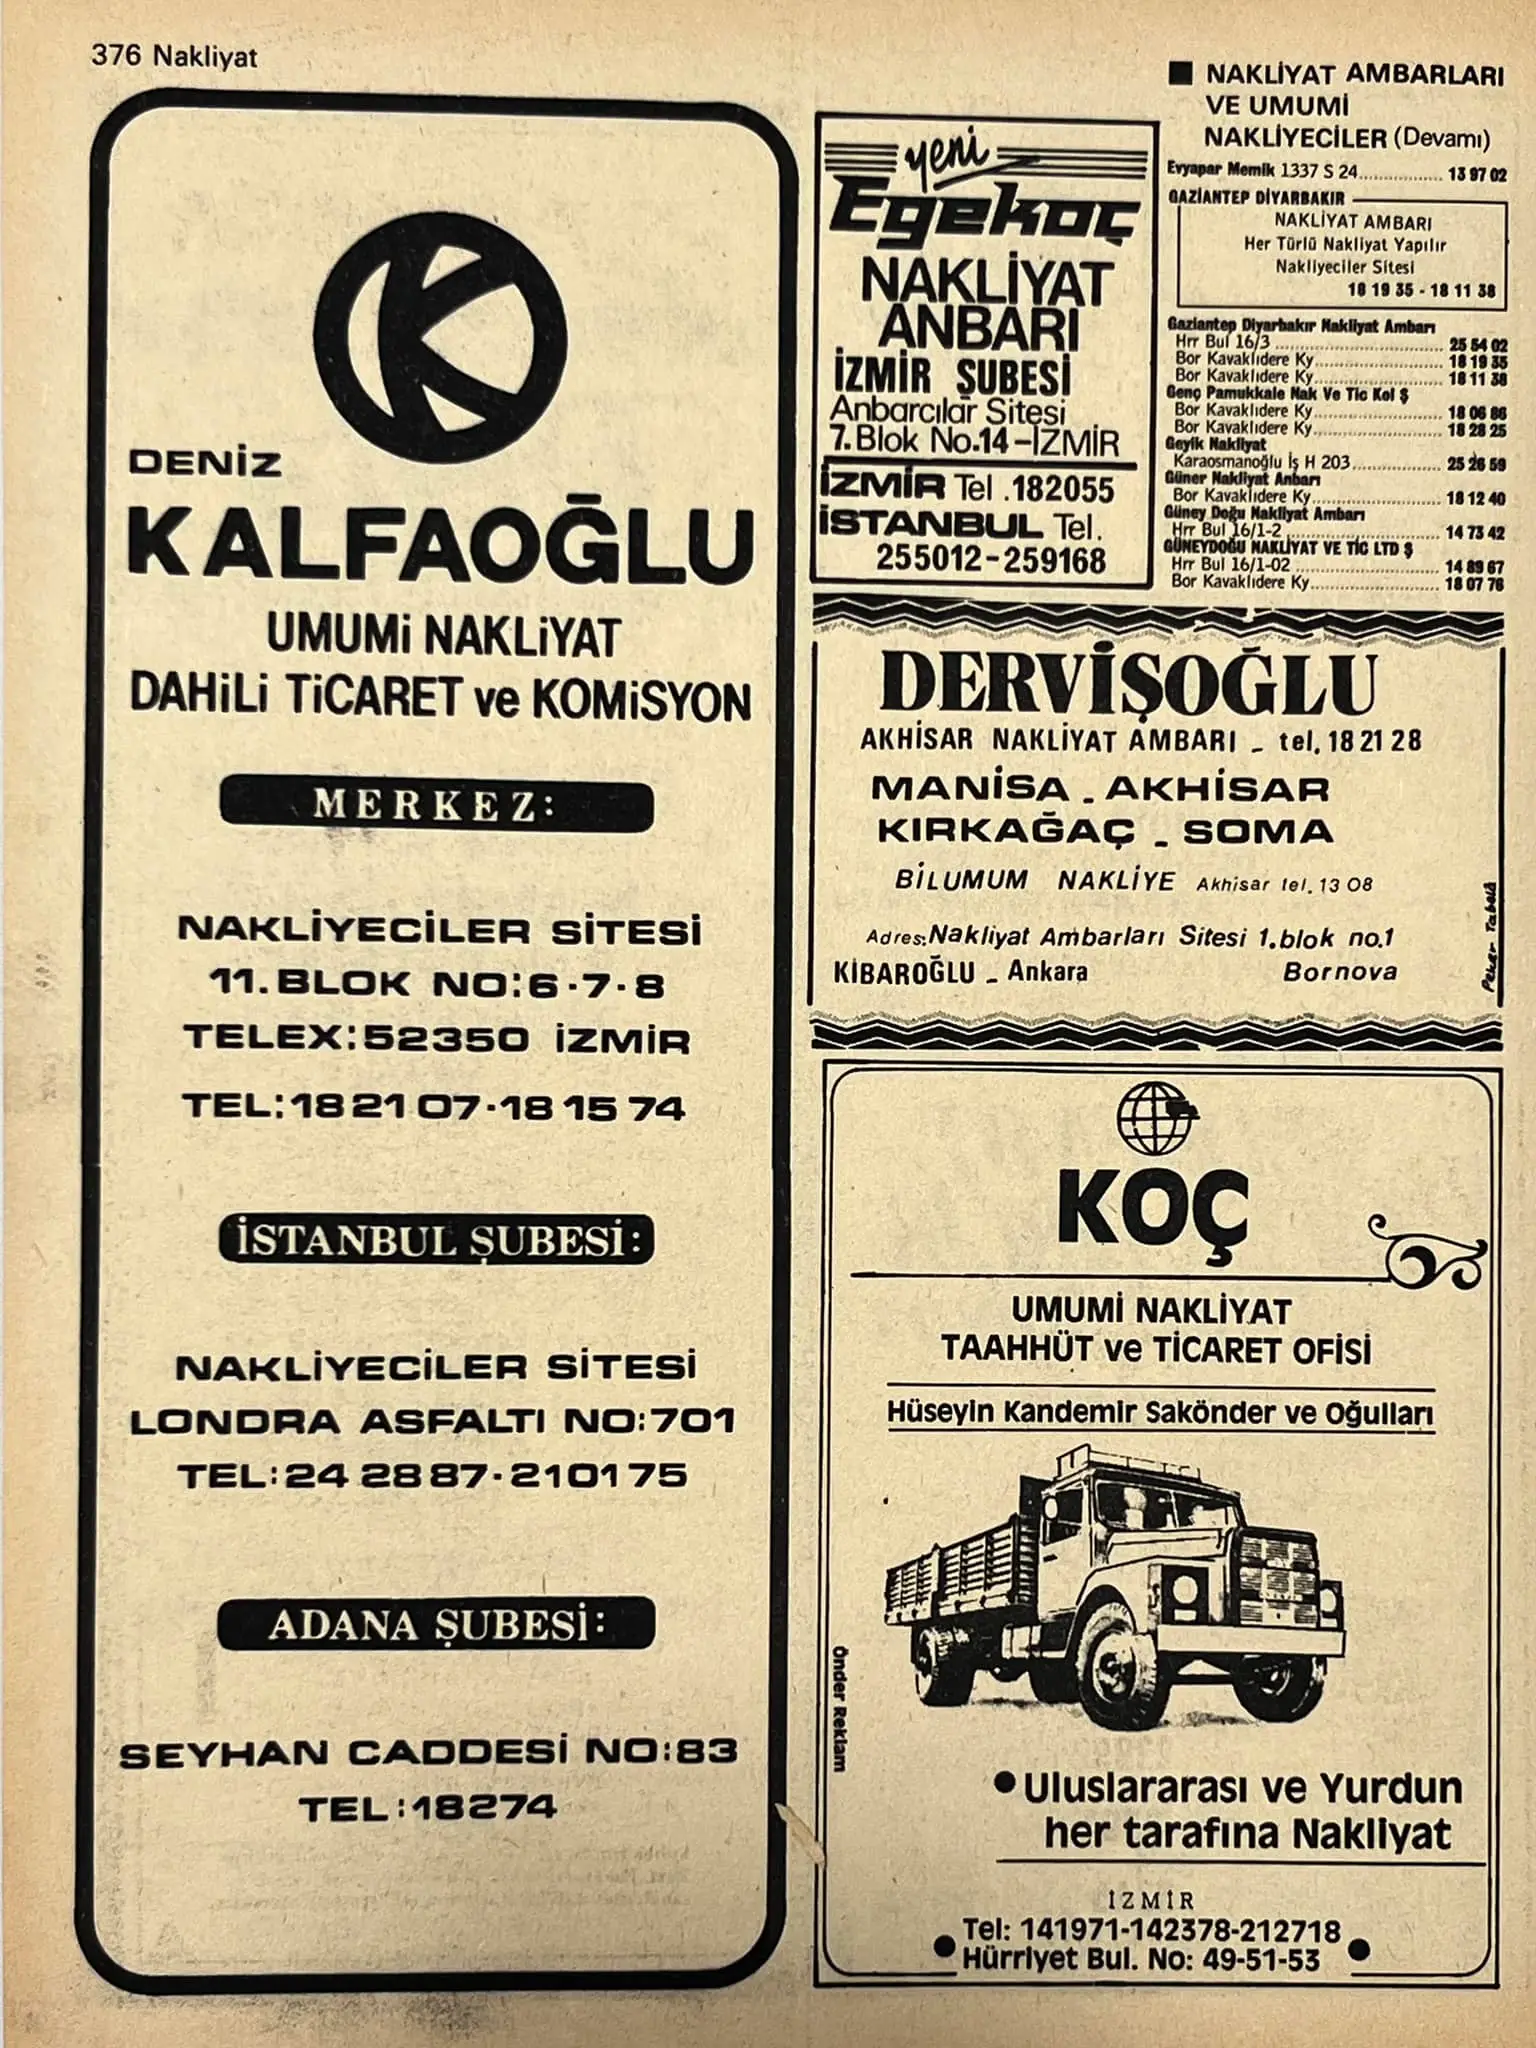 376 Nakliyat
DENİZ
KALFAOĞLU
UMUMİ NAKLİYAT
DAHİLİ TİCARET ve KOMİSYON
MERKEZ:
NAKLİYECİLER SİTESİ
11. BLOK NO:6-7-8
TELEX:52350 İZMİR
TEL:18 21 07-18 15 74
İSTANBUL ŞUBESİ:
NAKLİYECİLER SİTESİ
LONDRA ASFALTI NO:701
TEL:24 28 87-21 01 75
ADANA ŞUBESİ:
SEYHAN CADDESİ NO:83
TEL:18274
yeni
Egekoç
NAKLİYAT
ANBARI
İZMİR ŞUBESİ
Anbarcılar Sitesi
7. Blok No.14-İZMİR
İZMİR Tel .182055
İSTANBUL Tel.
255012-259168
■ NAKLİYAT AMBARLARI
VE UMUMİ
NAKLİYECİLER (Devamı)
Evyapar Memik 1337 S 24................ 13 97 02
GAZİANTEP DİYARBAKIR
NAKLİYAT AMBARI
Her Türlü Nakliyat Yapılır
Nakliyeciler Sitesi
18 19 35 - 18 11 38
Gaziantep Diyarbakır Nakliyat Ambarı
Hrr Bul 16/3 ................ 25 54 02
Bor Kavaklıdere Ky................ 18 19 35
Bor Kavaklıdere Ky................ 18 11 38
Genç Pamukkale Nak Ve Tic Kol Ş
Bor Kavaklıdere Ky................ 18 06 86
Bor Kavaklıdere Ky................ 18 28 25
Geyik Nakliyat
Karaosmanoğlu İş H 203................ 25 26 59
Güner Nakliyat Anbarı
Bor Kavaklıdere Ky................ 18 12 40
Güney Doğu Nakliyat Ambarı
Hrr Bul 16/1-2 ................ 14 73 42
GÜNEYDOĞU NAKLİYAT VE TİC LTD Ş
Hrr Bul 16/1-02 ................ 14 89 67
Bor Kavaklıdere Ky................ 18 07 76
DERVİŞOĞLU
AKHİSAR NAKLİYAT AMBARI - tel. 18 21 28
MANİSA - AKHİSAR
KIRKAĞAÇ - SOMA
BİLUMUM NAKLİYE Akhisar tel. 13 08
Adres:Nakliyat Ambarları Sitesi 1.blok no.1
KİBAROĞLU - Ankara Bornova
Peker Tabelâ
KOÇ
UMUMİ NAKLİYAT
TAAHHÜT ve TİCARET OFİSİ
Hüseyin Kandemir Sakönder ve Oğulları
Önder Reklam
• Uluslararası ve Yurdun
her tarafına Nakliyat
İZMİR
Tel: 141971-142378-212718
Hürriyet Bul. No: 49-51-53